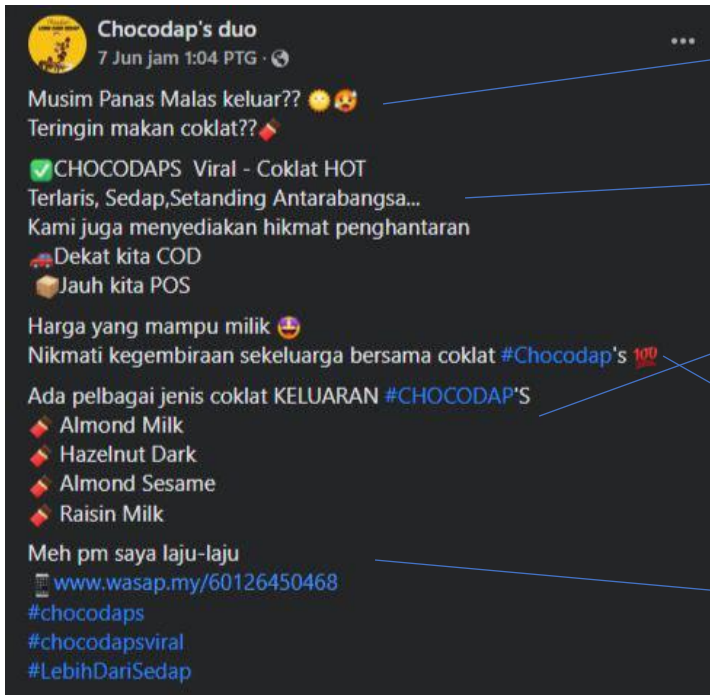 Chocodap's duo
7 Jun jam 1:04 PTG ·
Musim Panas Malas keluar??
Teringin makan coklat??
CHOCODAPS Viral - Coklat HOT
Terlaris, Sedap,Setanding Antarabangsa...
Kami juga menyediakan hikmat penghantaran
Dekat kita COD
Jauh kita POS
Harga yang mampu milik
Nikmati kegembiraan sekeluarga bersama coklat #Chocodap's 💯
Ada pelbagai jenis coklat KELUARAN #CHOCODAP'S
Almond Milk
Hazelnut Dark
Almond Sesame
Raisin Milk
Meh pm saya laju-laju
www.wasap.my/60126450468
#chocodaps
#chocodapsviral
#LebihDariSedap